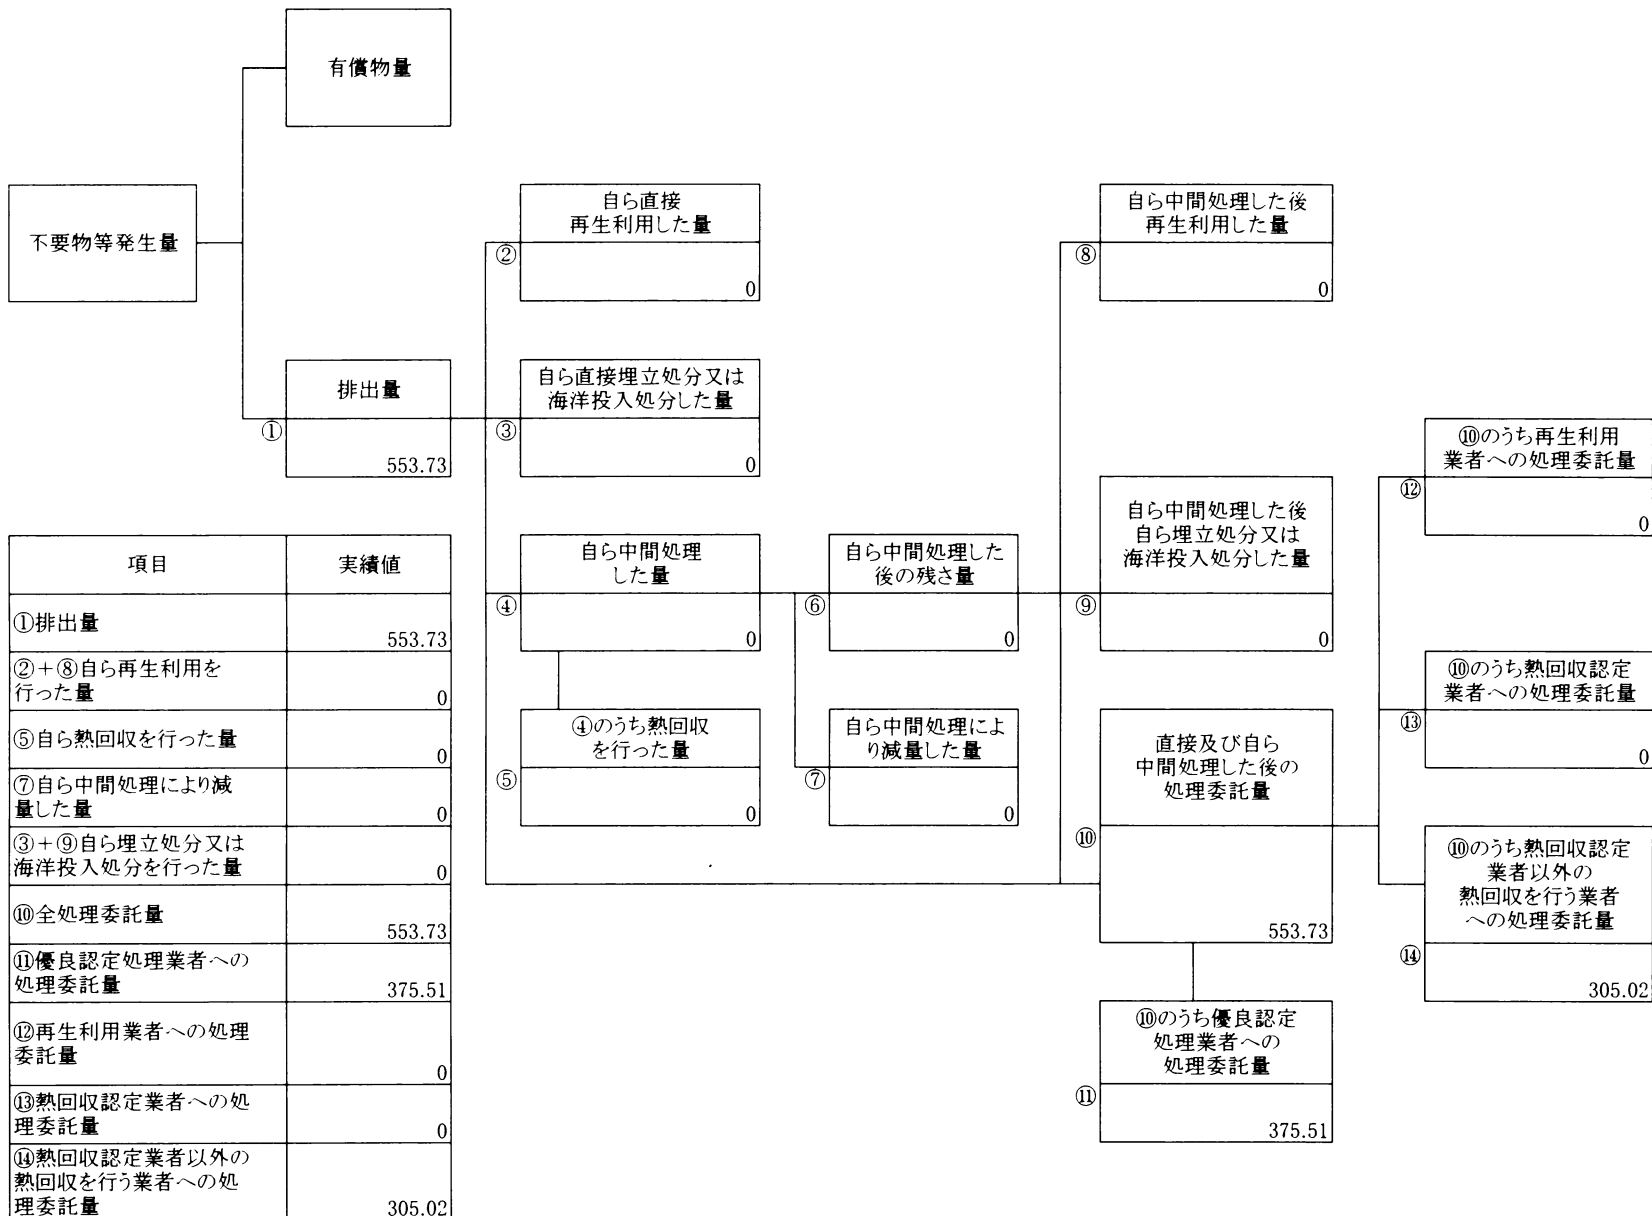 有償物量
不要物等発生量
排出量
①
553.73
自ら直接
再生利用した量
②
0
自ら直接埋立処分又は
海洋投入処分した量
③
0
自ら中間処理
した量
④
0
④のうち熱回収
を行った量
⑤
0
自ら中間処理した
後の残さ量
⑥
0
自ら中間処理によ
り減量した量
⑦
0
自ら中間処理した後
再生利用した量
⑧
0
自ら中間処理した後
自ら埋立処分又は
海洋投入処分した量
⑨
0
直接及び自ら
中間処理した後の
処理委託量
⑩
553.73
⑩のうち優良認定
処理業者への
処理委託量
⑪
375.51
⑩のうち再生利用
業者への処理委託量
⑫
0
⑩のうち熱回収認定
業者への処理委託量
⑬
0
⑩のうち熱回収認定
業者以外の
熱回収を行う業者
への処理委託量
⑭
305.02
項目
実績値
①排出量
553.73
②+⑧自ら再生利用を
行った量
0
⑤自ら熱回収を行った量
0
⑦自ら中間処理により減
量した量
0
③+⑨自ら埋立処分又は
海洋投入処分を行った量
0
⑩全処理委託量
553.73
⑪優良認定処理業者への
処理委託量
375.51
⑫再生利用業者への処理
委託量
0
⑬熱回収認定業者への処
理委託量
0
⑭熱回収認定業者以外の
熱回収を行う業者への処
理委託量
305.02